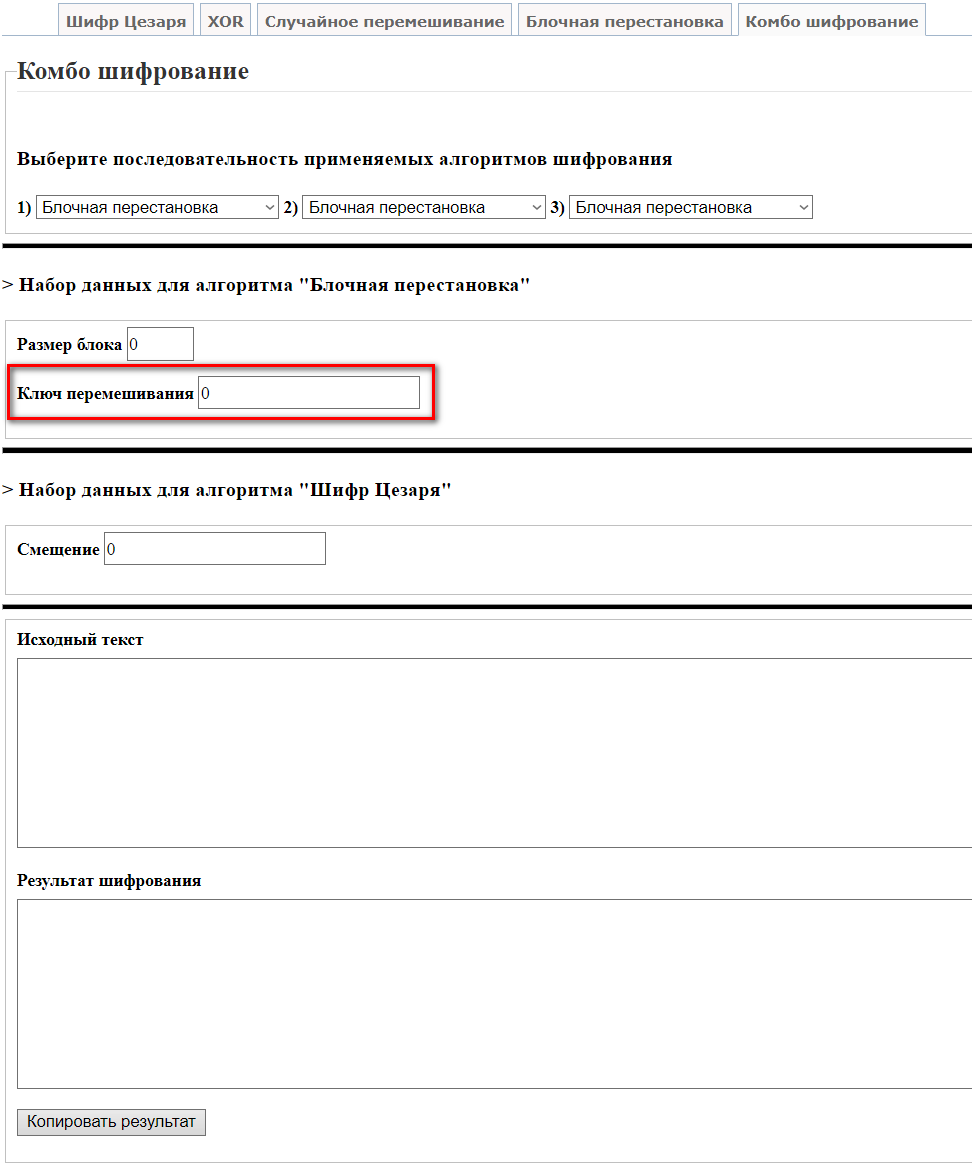 Шифр Цезаря XOR Случайное перемешивание Блочная перестановка Комбо шифрование
Комбо шифрование
Выберите последовательность применяемых алгоритмов шифрования
1) Блочная перестановка 2) Блочная перестановка 3) Блочная перестановка
> Набор данных для алгоритма "Блочная перестановка"
Размер блока 0
Ключ перемешивания 0
> Набор данных для алгоритма "Шифр Цезаря"
Смещение 0
Исходный текст
Результат шифрования
Копировать результат